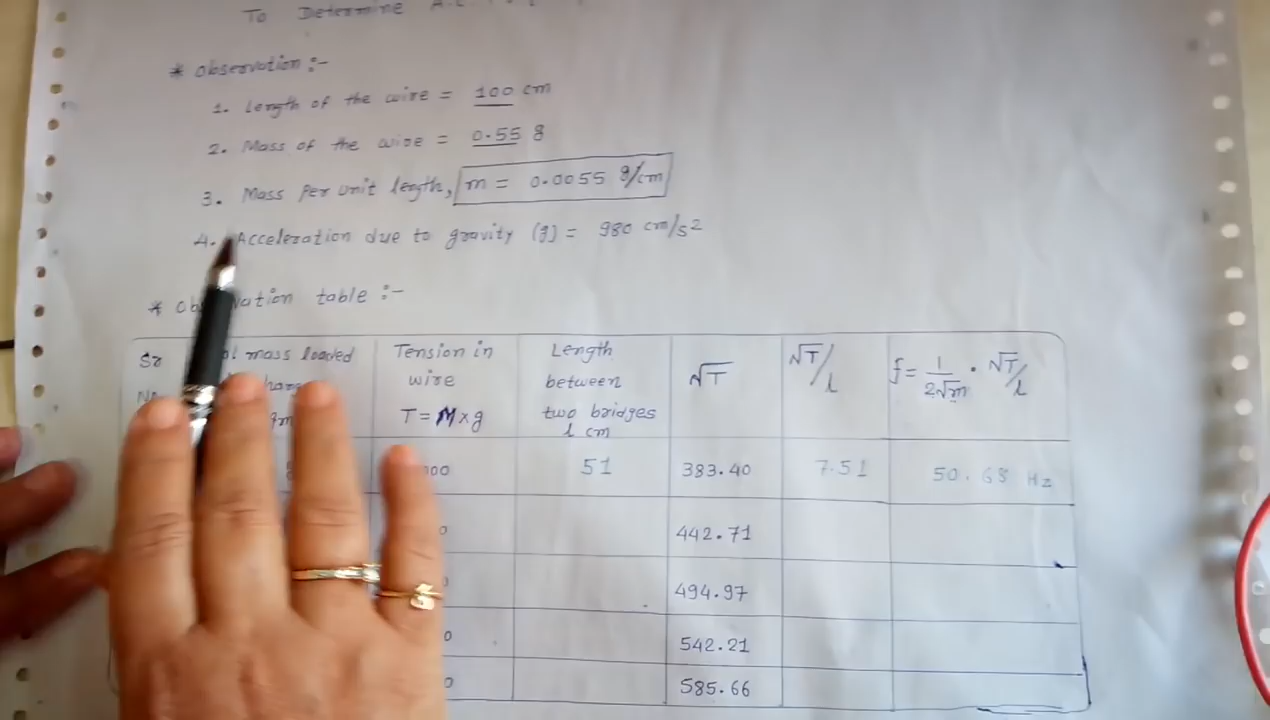 To Determine A.C.
* Observation :-
1. Length of the wire = 100 cm
2. Mass of the wire = 0.55 g
3. Mass Per unit length, m = 0.0055 g/cm
4. Acceleration due to gravity (g) = 980 cm/s2
* table :-
Sr mass loaded Tension in wire T = M×g Length between two bridges l cm √T √T/l f = 1/2√m · √T/l
51 383.40 7.51 50.68 Hz
442.71
494.97
542.21
585.66